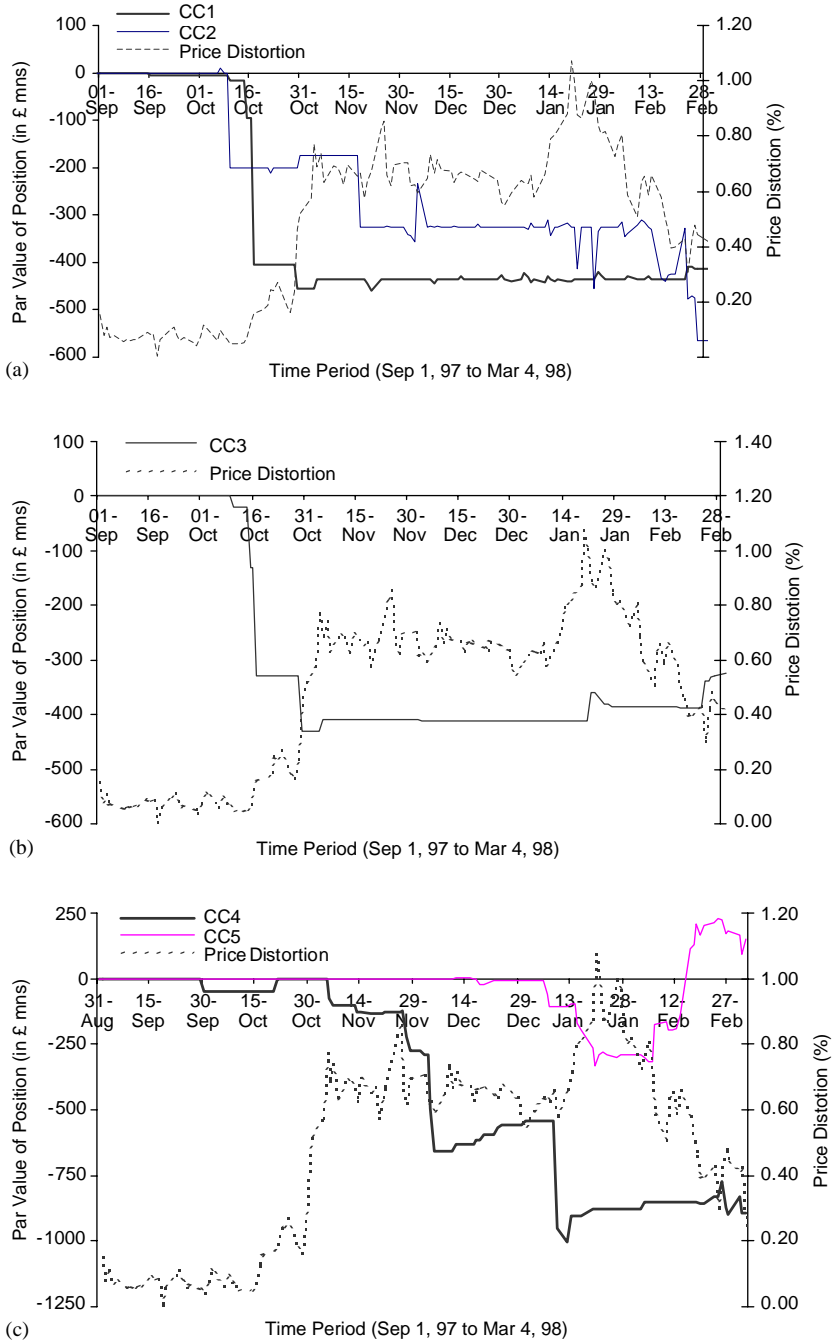 CC1
CC2
Price Distortion
100
0
-100
-200
-300
-400
-500
-600
1.20
1.00
0.80
0.60
0.40
0.20
01-Sep
16-Sep
01-Oct
16-Oct
31-Oct
15-Nov
30-Nov
15-Dec
30-Dec
14-Jan
29-Jan
13-Feb
28-Feb
Par Value of Position (in £ mns)
Price Distotion (%)
(a)
Time Period (Sep 1, 97 to Mar 4, 98)
CC3
Price Distortion
100
0
-100
-200
-300
-400
-500
-600
1.40
1.20
1.00
0.80
0.60
0.40
0.20
0.00
01-Sep
16-Sep
01-Oct
16-Oct
31-Oct
15-Nov
30-Nov
15-Dec
30-Dec
14-Jan
29-Jan
13-Feb
28-Feb
Par Value of Position (in £ mns)
Price Distotion (%)
(b)
Time Period (Sep 1, 97 to Mar 4, 98)
CC4
CC5
Price Distortion
250
0
-250
-500
-750
-1000
-1250
1.20
1.00
0.80
0.60
0.40
0.20
0.00
31-Aug
15-Sep
30-Sep
15-Oct
30-Oct
14-Nov
29-Nov
14-Dec
29-Dec
13-Jan
28-Jan
12-Feb
27-Feb
Par Value of Position (in £ mns)
Price Distotion (%)
(c)
Time Period (Sep 1, 97 to Mar 4, 98)